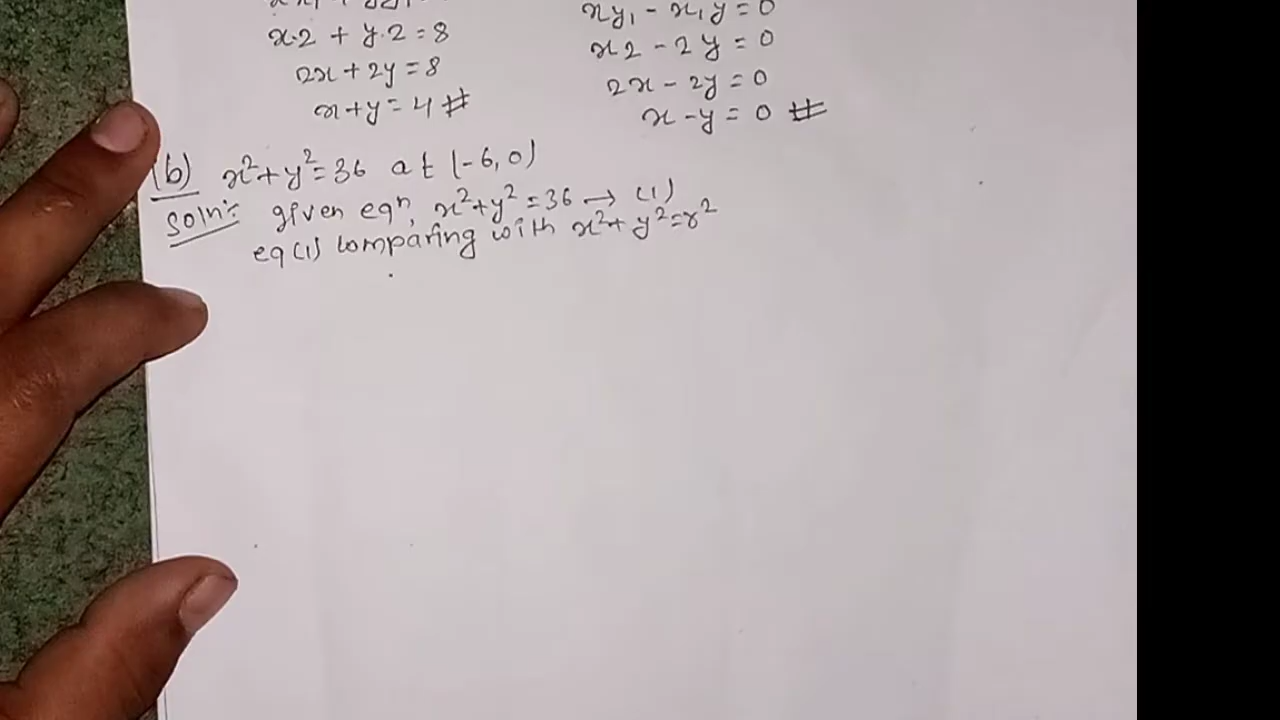 x.2 + y.2 = 8
2x + 2y = 8
x + y = 4 #
xy₁ - x₁y = 0
x2 - 2y = 0
2x - 2y = 0
x - y = 0 #
(b) x² + y² = 36 at (-6, 0)
Soln:- given eqⁿ, x² + y² = 36 → (1)
eq (1) comparing with x² + y² = r²